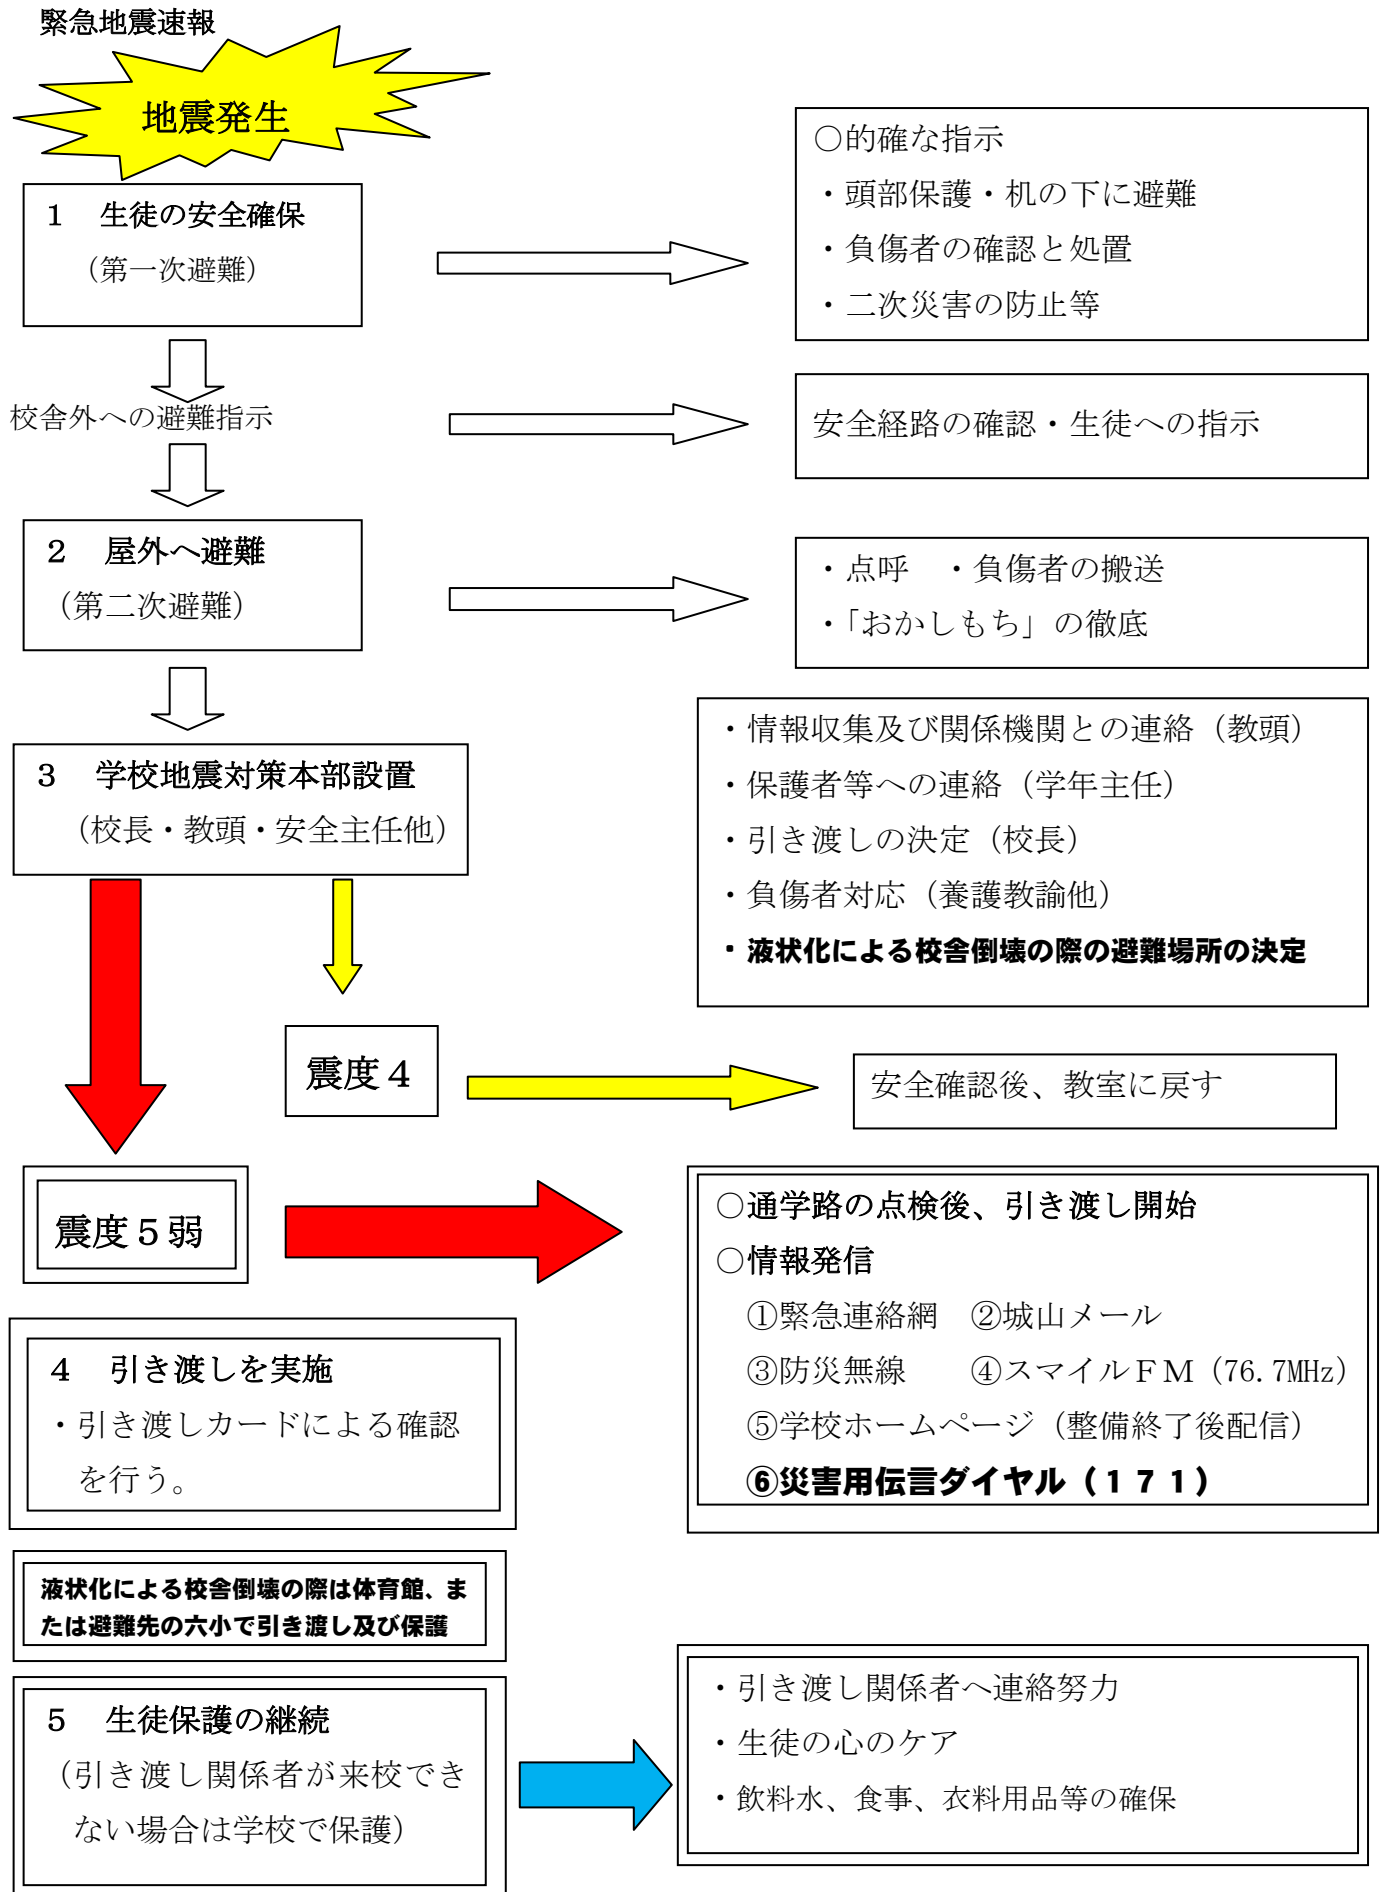 緊急地震速報
地震発生
１　生徒の安全確保
（第一次避難）
○的確な指示
・頭部保護・机の下に避難
・負傷者の確認と処置
・二次災害の防止等
校舎外への避難指示
安全経路の確認・生徒への指示
２　屋外へ避難
（第二次避難）
・点呼　・負傷者の搬送
・「おかしもち」の徹底
３　学校地震対策本部設置
（校長・教頭・安全主任他）
・情報収集及び関係機関との連絡（教頭）
・保護者等への連絡（学年主任）
・引き渡しの決定（校長）
・負傷者対応（養護教諭他）
・液状化による校舎倒壊の際の避難場所の決定
震度４
安全確認後、教室に戻す
震度５弱
○通学路の点検後、引き渡し開始
○情報発信
①緊急連絡網　②城山メール
③防災無線　　④スマイルＦＭ（76.7MHz）
⑤学校ホームページ（整備終了後配信）
⑥災害用伝言ダイヤル（１７１）
４　引き渡しを実施
・引き渡しカードによる確認
を行う。
液状化による校舎倒壊の際は体育館、ま
たは避難先の六小で引き渡し及び保護
５　生徒保護の継続
（引き渡し関係者が来校でき
ない場合は学校で保護）
・引き渡し関係者へ連絡努力
・生徒の心のケア
・飲料水、食事、衣料用品等の確保